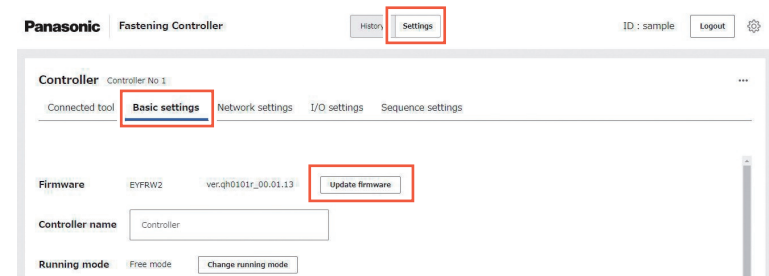 Panasonic Fastening Controller History Settings ID : sample Logout
Controller Controller No 1 ...
Connected tool Basic settings Network settings I/O settings Sequence settings
Firmware EYFRW2 ver.qh0101r_00.01.13 Update firmware
Controller name Controller
Running mode Free mode Change running mode